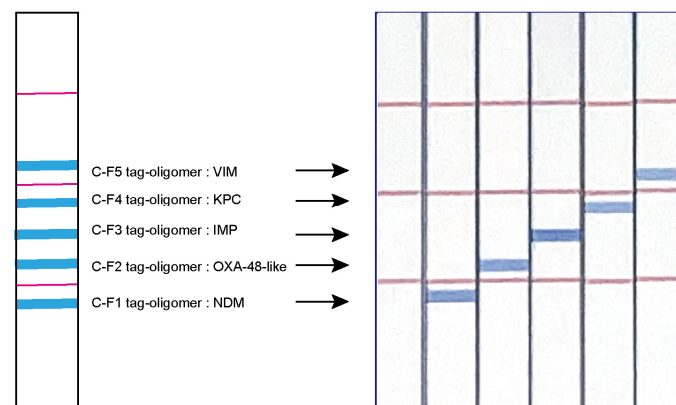 C-F5 tag-oligomer : VIM
C-F4 tag-oligomer : KPC
C-F3 tag-oligomer : IMP
C-F2 tag-oligomer : OXA-48-like
C-F1 tag-oligomer : NDM